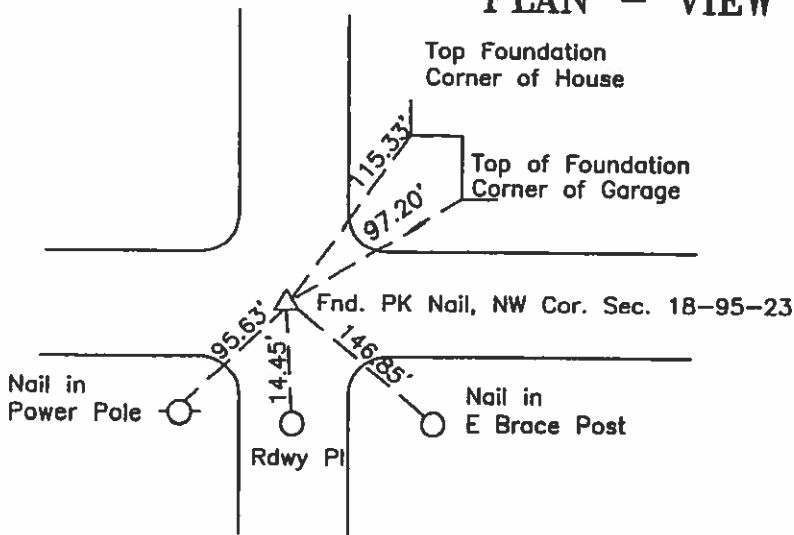 PLAN - VIEW
Top Foundation
Corner of House
115.33'
Top of Foundation
Corner of Garage
97.20'
Fnd. PK Nail, NW Cor. Sec. 18-95-23
95.63'
14.45'
146.85'
Nail in
Power Pole
Nail in
E Brace Post
Rdwy PI